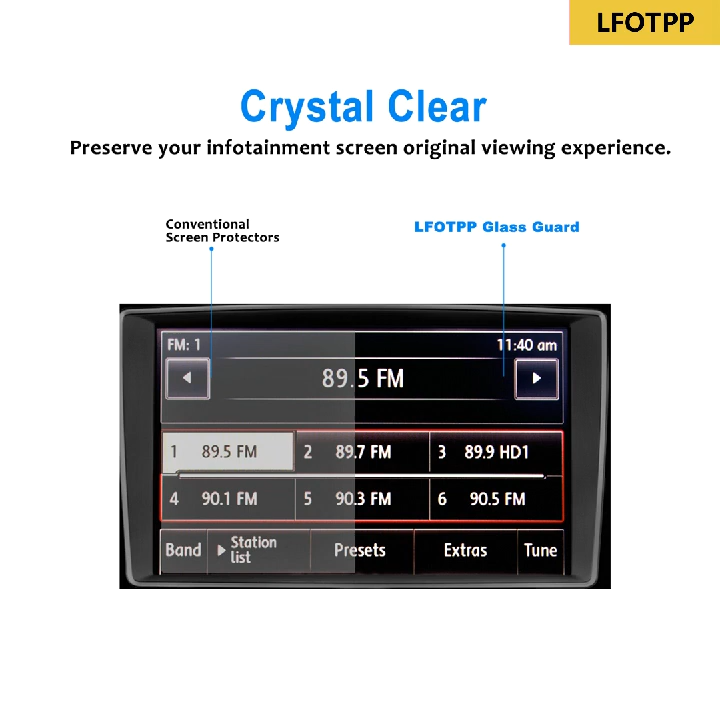 LFOTPP
Crystal Clear
Preserve your infotainment screen original viewing experience.
Conventional
Screen Protectors
LFOTPP Glass Guard
FM: 1
11:40 am
89.5 FM
1 89.5 FM
2 89.7 FM
3 89.9 HD1
4 90.1 FM
5 90.3 FM
6 90.5 FM
Band
Station
list
Presets
Extras
Tune